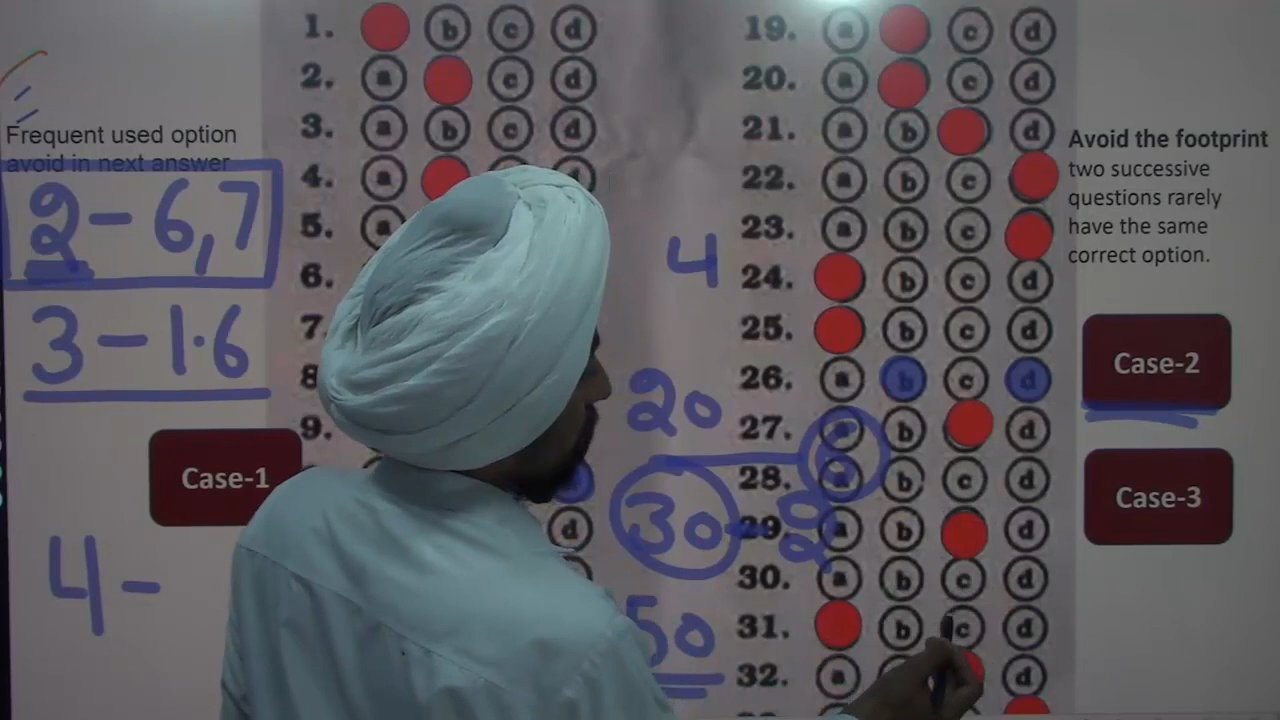 Frequent used option
avoid in next answer
2 - 6,7
3 - 1.6
Case-1
4 -
1. b c d
2. a c d
3. a b c d
4. a
5. a
6.
7.
8
9.
d
4
20
30
50
19. a c d
20. a c d
21. a b d
22. a b c
23. a b c
24. b c d
25. b c d
26. a b c d
27. b d
28. a b c d
29. a b d
30. a b c d
31. b c d
32. a d
Avoid the footprint
two successive
questions rarely
have the same
correct option.
Case-2
Case-3